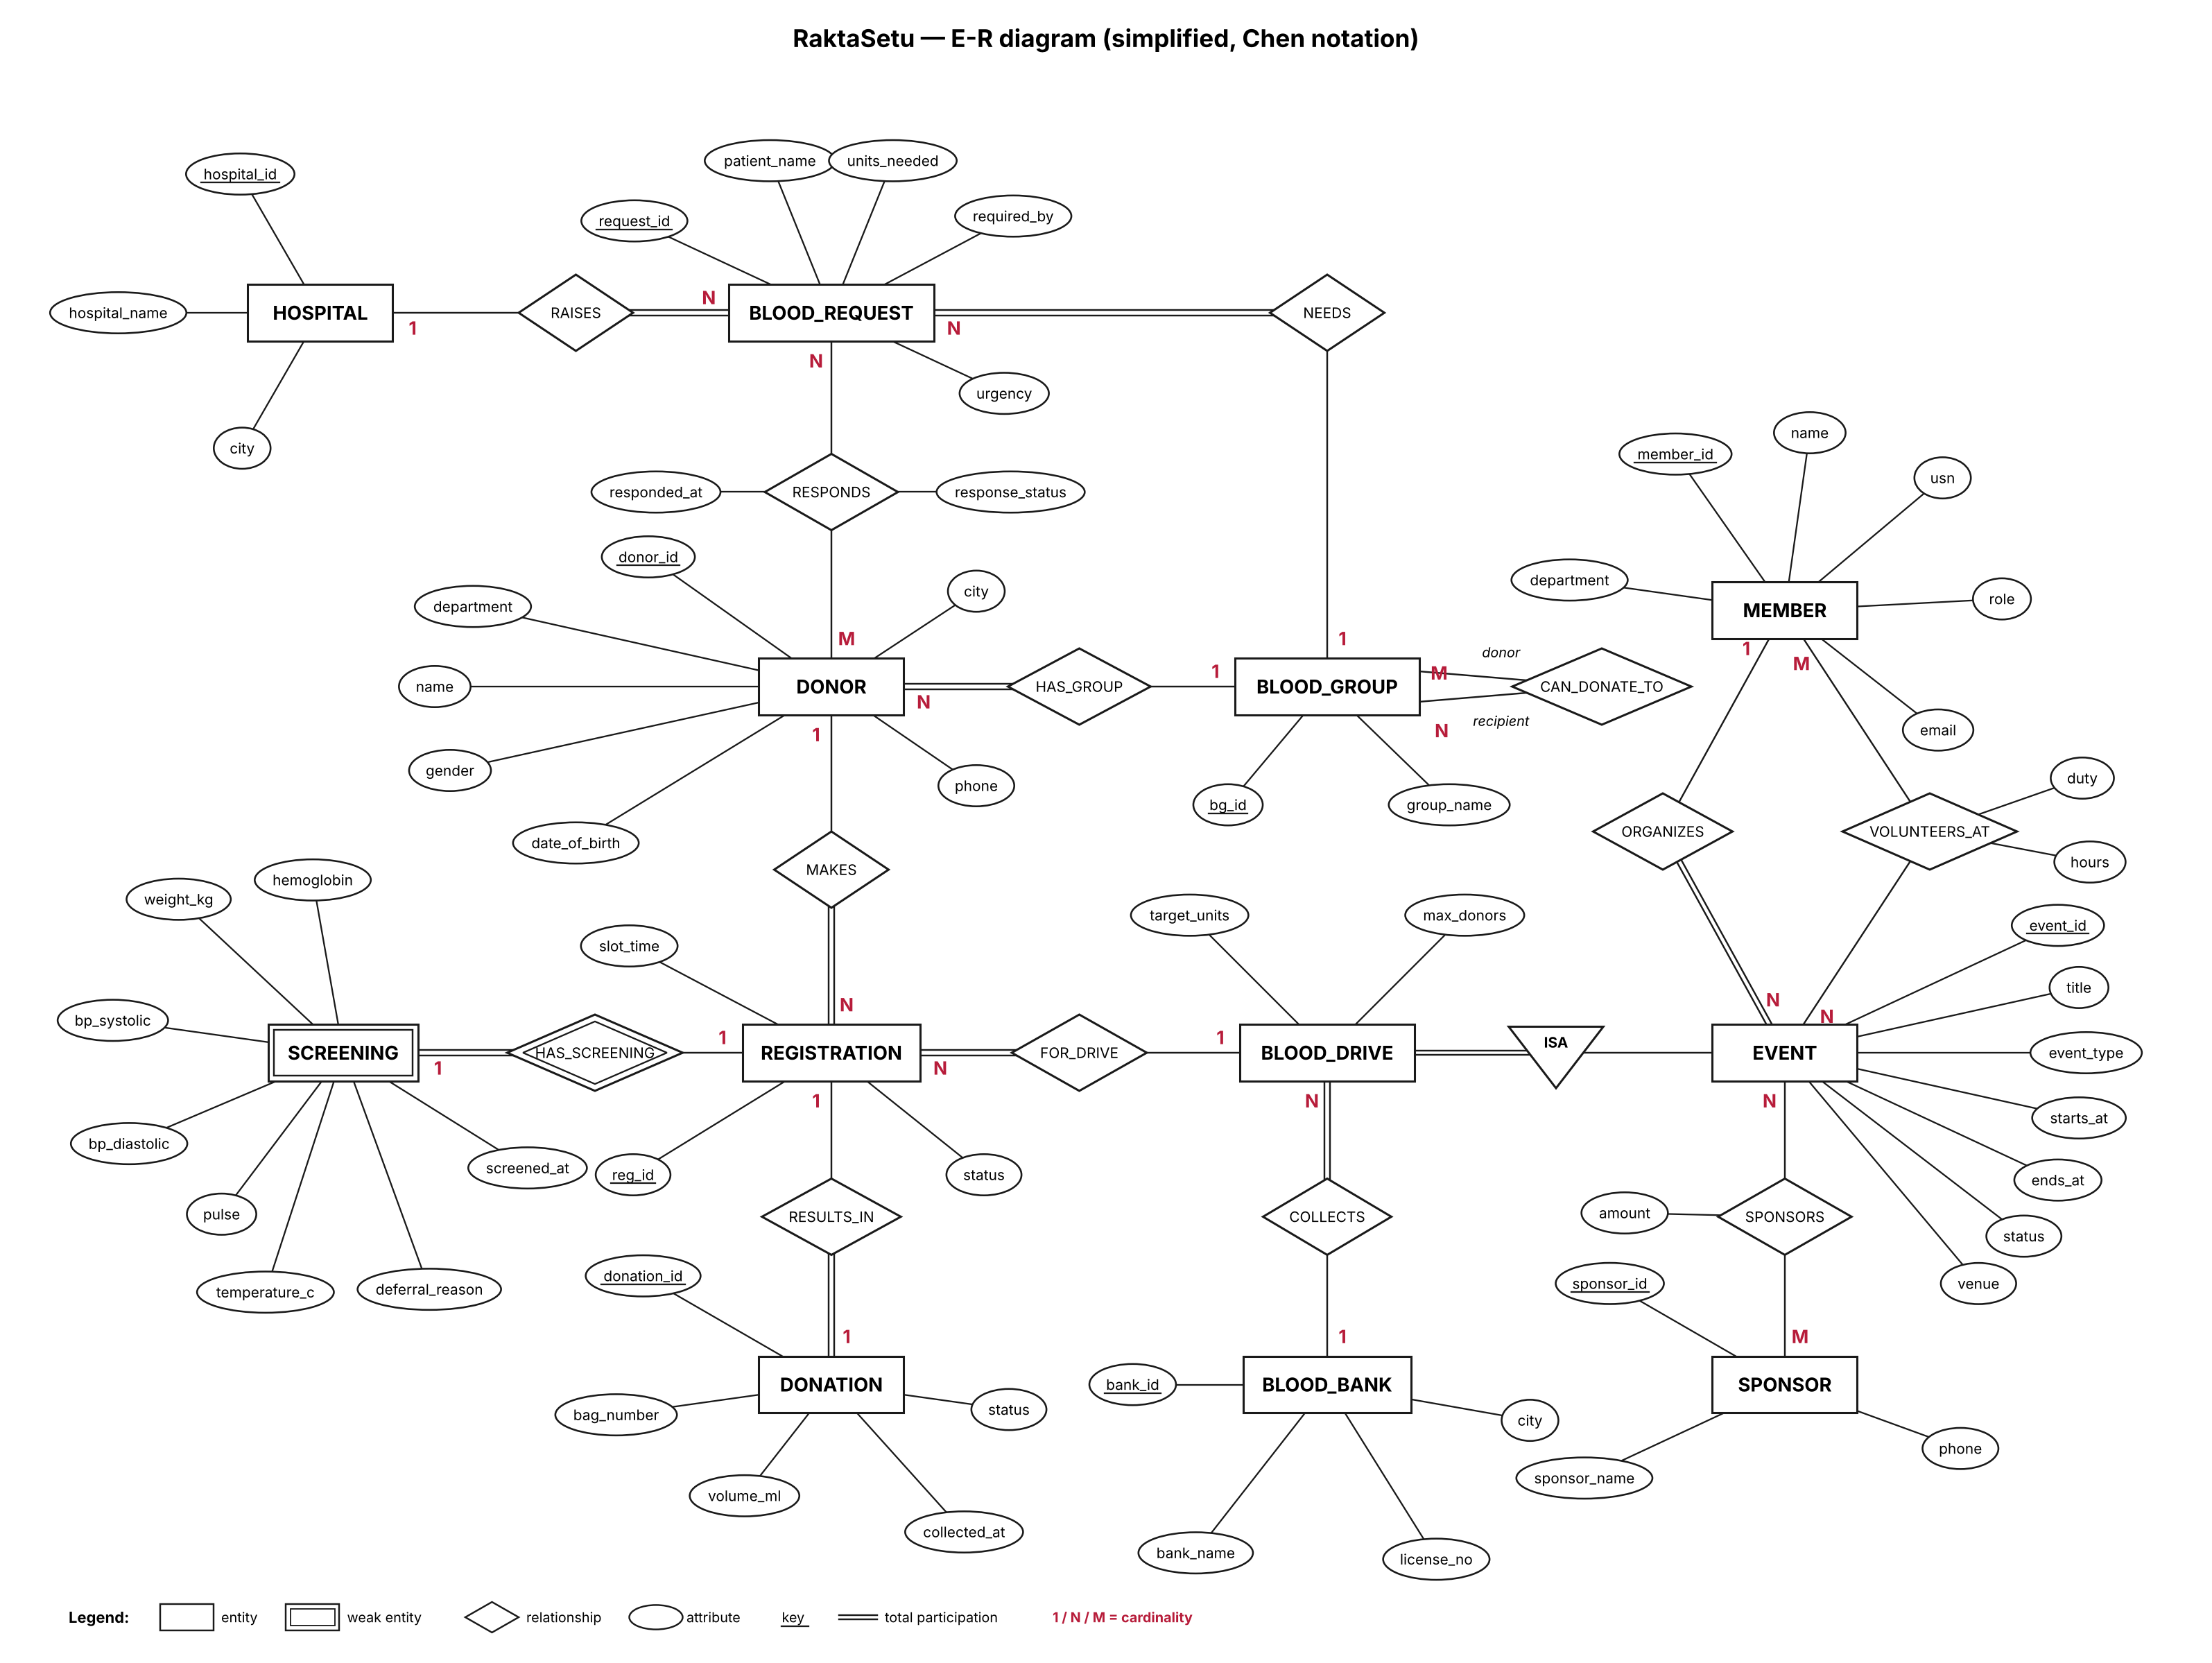 RaktaSetu — E-R diagram (simplified, Chen notation)
patient_name
units_needed
hospital_id
request_id
required_by
hospital_name
HOSPITAL
1
RAISES
N
BLOOD_REQUEST
N
NEEDS
N
urgency
city
name
member_id
usn
responded_at
RESPONDS
response_status
donor_id
city
department
department
role
MEMBER
M
1
donor
1
M
name
DONOR
N
HAS_GROUP
1
BLOOD_GROUP
M
CAN_DONATE_TO
recipient
N
1
email
gender
phone
duty
bg_id
group_name
date_of_birth
ORGANIZES
VOLUNTEERS_AT
hours
MAKES
hemoglobin
weight_kg
target_units
max_donors
event_id
slot_time
title
N
N
N
bp_systolic
SCREENING
1
HAS_SCREENING
1
REGISTRATION
N
FOR_DRIVE
1
BLOOD_DRIVE
ISA
EVENT
event_type
1
N
N
starts_at
bp_diastolic
screened_at
reg_id
status
ends_at
pulse
RESULTS_IN
COLLECTS
amount
SPONSORS
status
donation_id
sponsor_id
venue
temperature_c
deferral_reason
1
1
M
DONATION
bank_id
BLOOD_BANK
SPONSOR
bag_number
status
city
phone
sponsor_name
volume_ml
collected_at
bank_name
license_no
Legend:
entity
weak entity
relationship
attribute
key
total participation
1 / N / M = cardinality